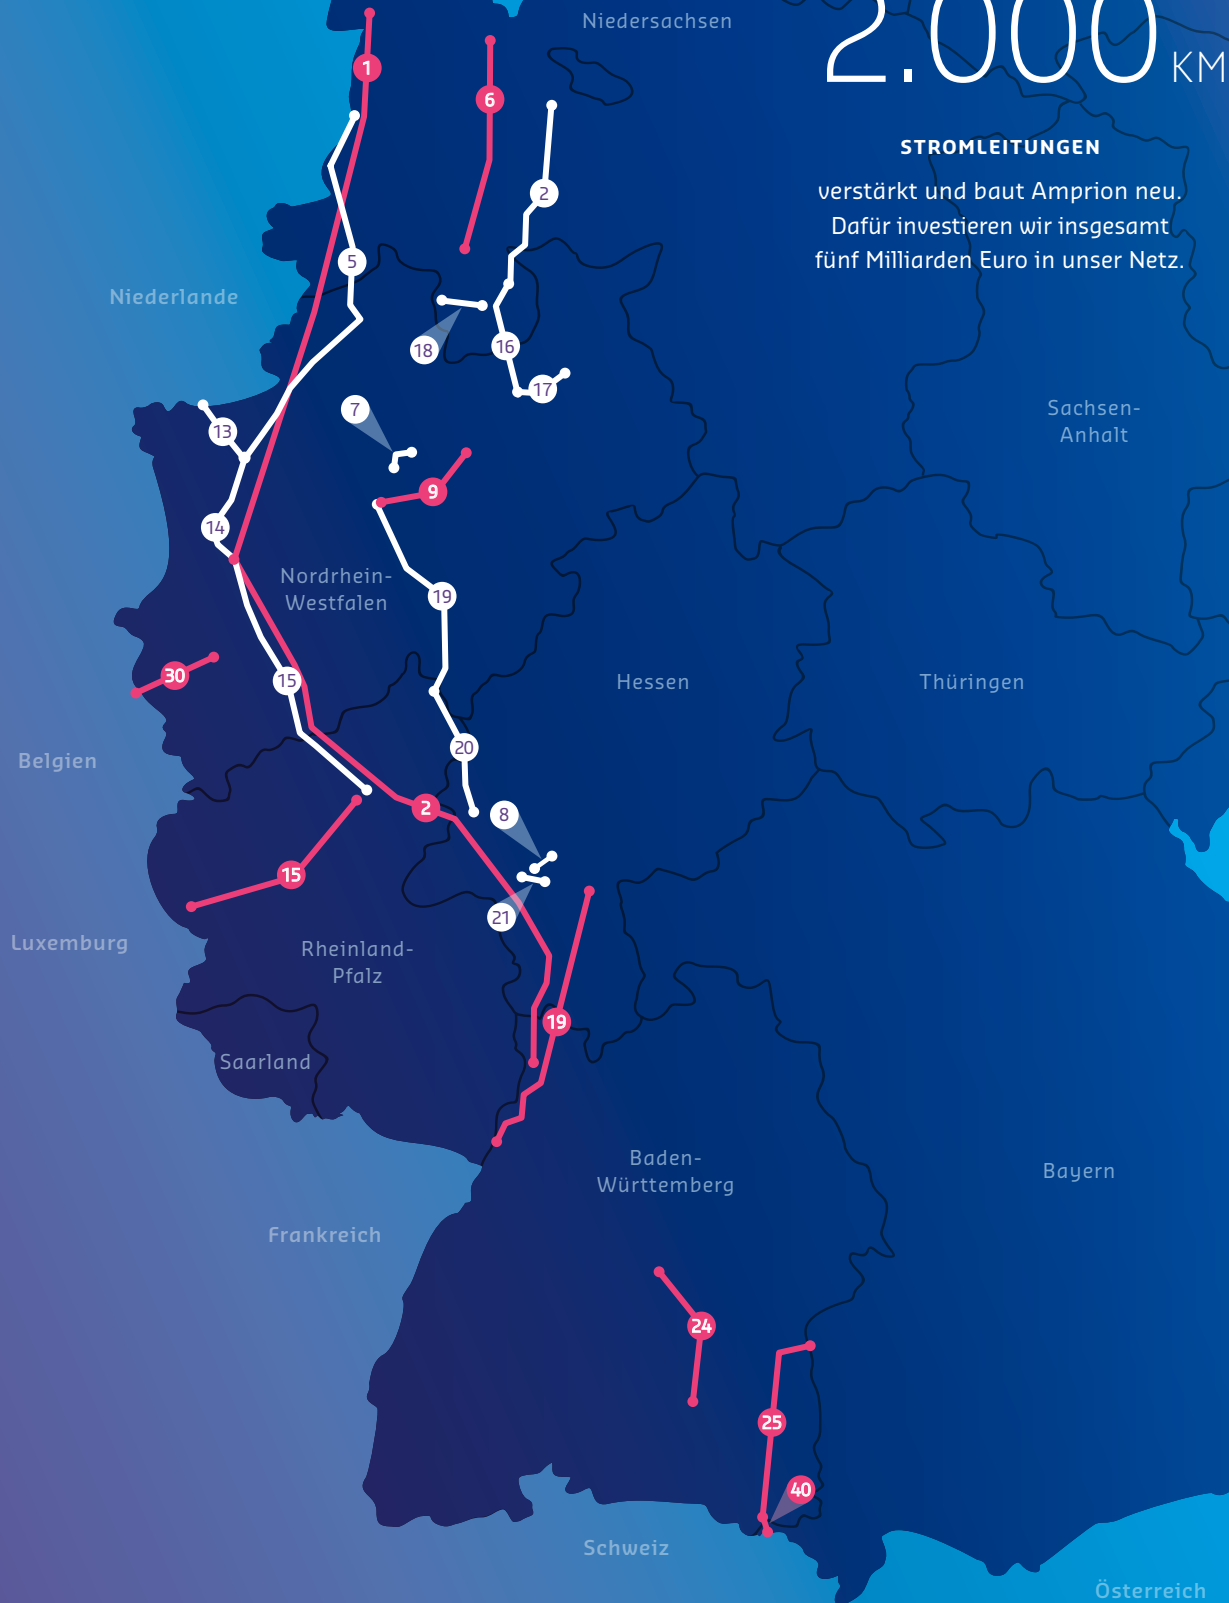 Niedersachsen
2.000 KM
1
6
STROMLEITUNGEN
verstärkt und baut Amprion neu.
Dafür investieren wir insgesamt
fünf Milliarden Euro in unser Netz.
2
5
Niederlande
18
16
17
7
Sachsen-
Anhalt
13
9
14
Nordrhein-
Westfalen
19
30
15
Hessen
Thüringen
Belgien
20
2
8
15
21
Luxemburg
Rheinland-
Pfalz
19
Saarland
Baden-
Württemberg
Bayern
Frankreich
24
25
40
Schweiz
Österreich